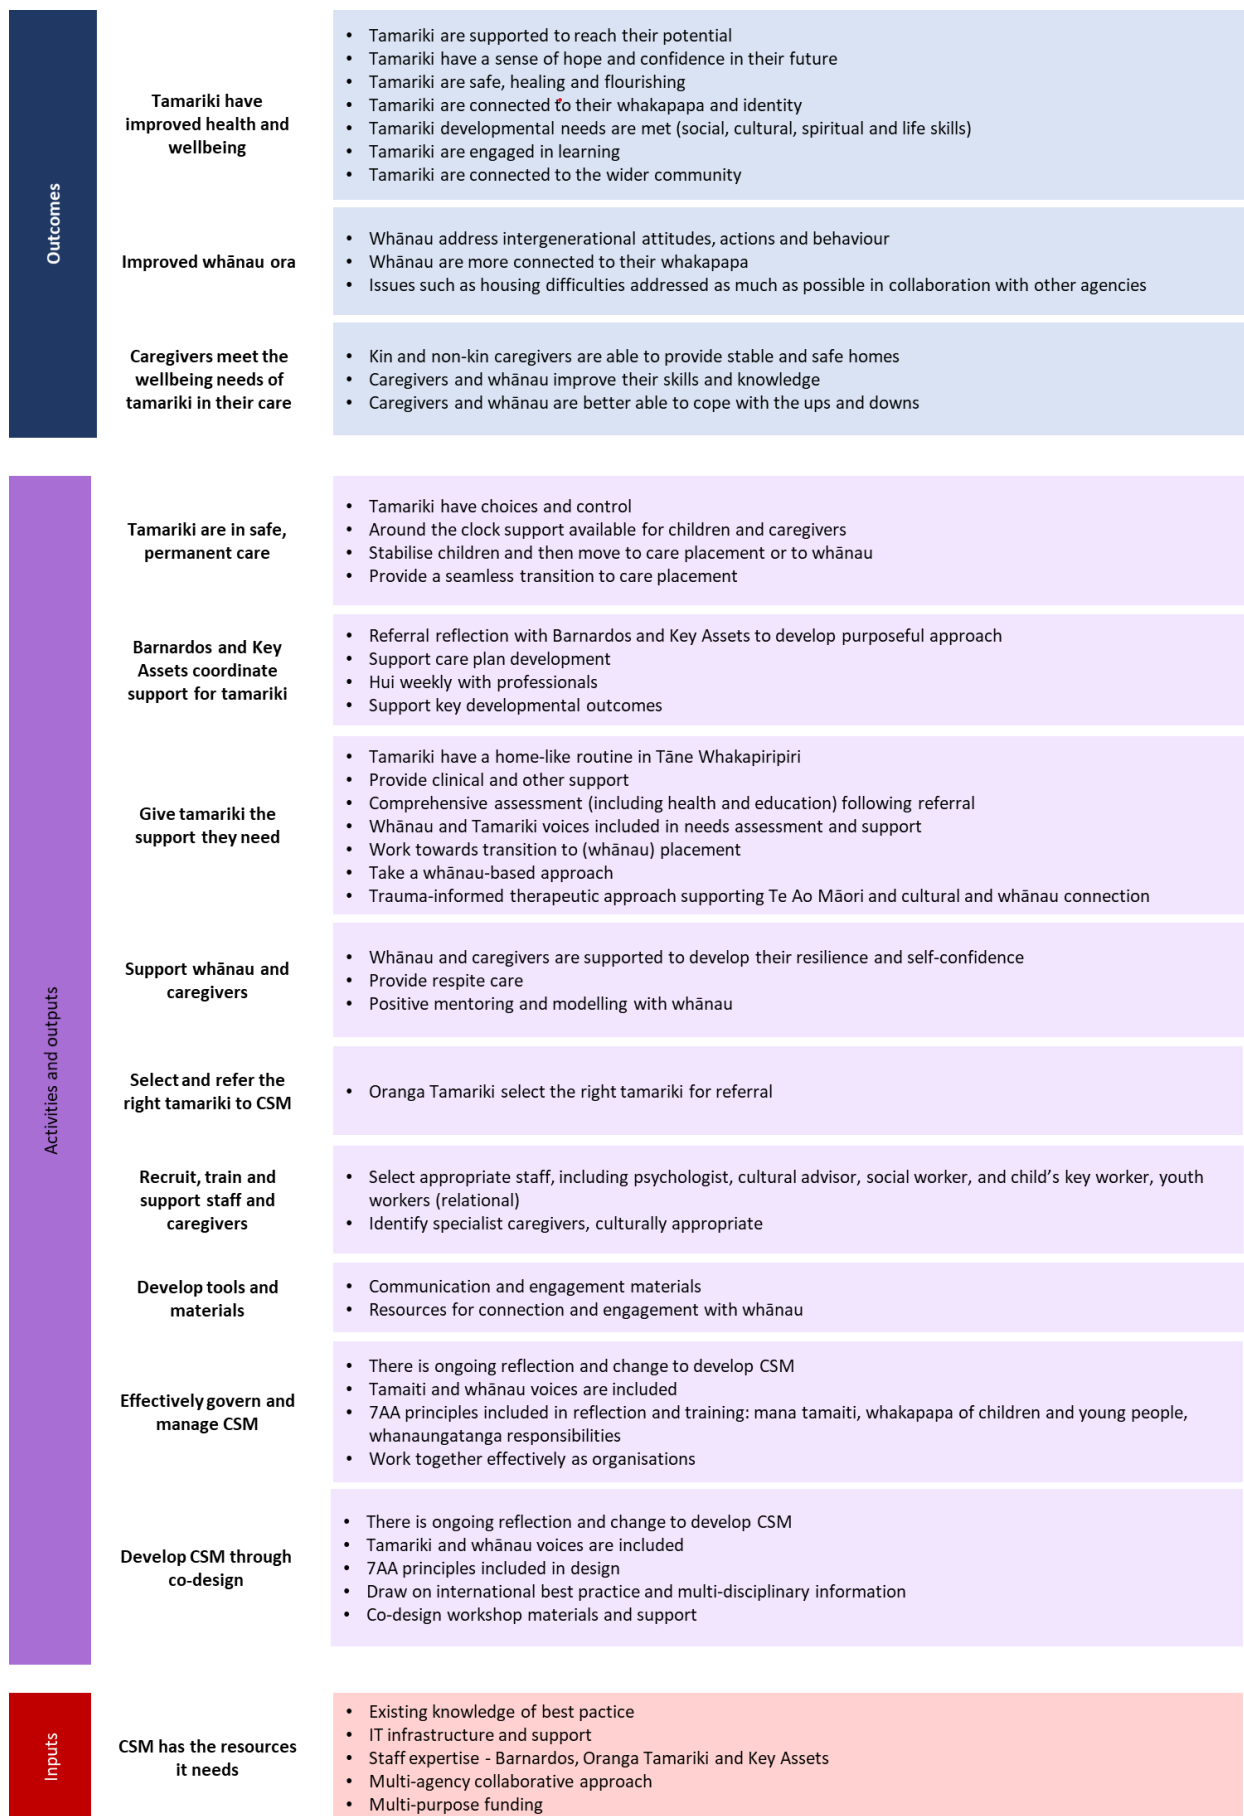 Outcomes
Tamariki have
improved health and
wellbeing
• Tamariki are supported to reach their potential
• Tamariki have a sense of hope and confidence in their future
• Tamariki are safe, healing and flourishing
• Tamariki are connected to their whakapapa and identity
• Tamariki developmental needs are met (social, cultural, spiritual and life skills)
• Tamariki are engaged in learning
• Tamariki are connected to the wider community
Improved whānau ora
• Whānau address intergenerational attitudes, actions and behaviour
• Whānau are more connected to their whakapapa
• Issues such as housing difficulties addressed as much as possible in collaboration with other agencies
Caregivers meet the
wellbeing needs of
tamariki in their care
• Kin and non-kin caregivers are able to provide stable and safe homes
• Caregivers and whānau improve their skills and knowledge
• Caregivers and whānau are better able to cope with the ups and downs
Activities and outputs
Tamariki are in safe,
permanent care
• Tamariki have choices and control
• Around the clock support available for children and caregivers
• Stabilise children and then move to care placement or to whānau
• Provide a seamless transition to care placement
Barnardos and Key
Assets coordinate
support for tamariki
• Referral reflection with Barnardos and Key Assets to develop purposeful approach
• Support care plan development
• Hui weekly with professionals
• Support key developmental outcomes
Give tamariki the
support they need
• Tamariki have a home-like routine in Tāne Whakapiripiri
• Provide clinical and other support
• Comprehensive assessment (including health and education) following referral
• Whānau and Tamariki voices included in needs assessment and support
• Work towards transition to (whānau) placement
• Take a whānau-based approach
• Trauma-informed therapeutic approach supporting Te Ao Māori and cultural and whānau connection
Support whānau and
caregivers
• Whānau and caregivers are supported to develop their resilience and self-confidence
• Provide respite care
• Positive mentoring and modelling with whānau
Select and refer the
right tamariki to CSM
• Oranga Tamariki select the right tamariki for referral
Recruit, train and
support staff and
caregivers
• Select appropriate staff, including psychologist, cultural advisor, social worker, and child’s key worker, youth
workers (relational)
• Identify specialist caregivers, culturally appropriate
Develop tools and
materials
• Communication and engagement materials
• Resources for connection and engagement with whānau
Effectively govern and
manage CSM
• There is ongoing reflection and change to develop CSM
• Tamaiti and whānau voices are included
• 7AA principles included in reflection and training: mana tamaiti, whakapapa of children and young people,
whanaungatanga responsibilities
• Work together effectively as organisations
Develop CSM through
co-design
• There is ongoing reflection and change to develop CSM
• Tamariki and whānau voices are included
• 7AA principles included in design
• Draw on international best practice and multi-disciplinary information
• Co-design workshop materials and support
Inputs
CSM has the resources
it needs
• Existing knowledge of best pactice
• IT infrastructure and support
• Staff expertise - Barnardos, Oranga Tamariki and Key Assets
• Multi-agency collaborative approach
• Multi-purpose funding